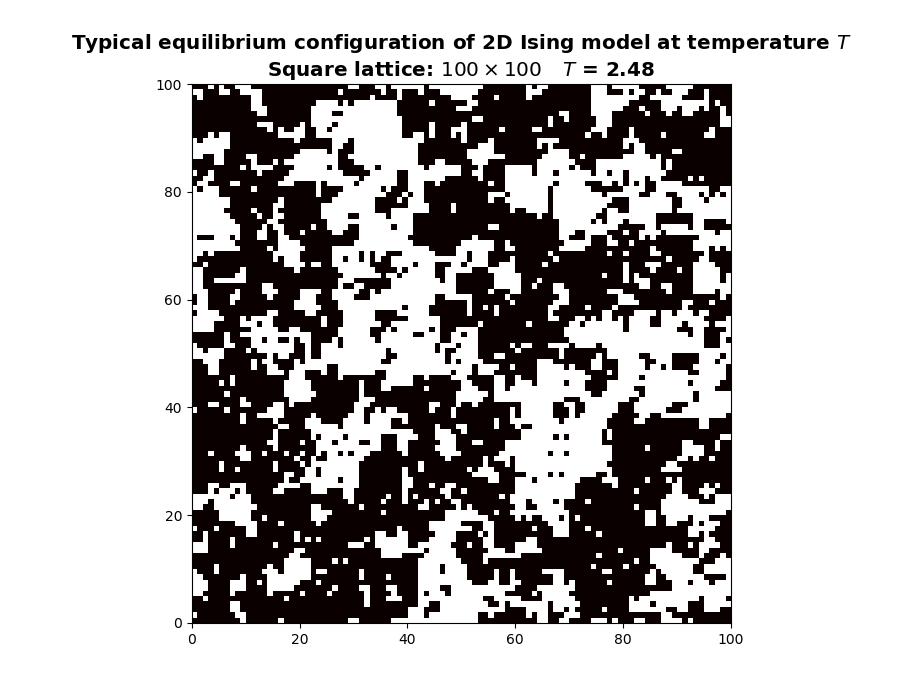 Typical equilibrium configuration of 2D Ising model at temperature T
Square lattice: 100 × 100 T = 2.48
100
80
60
40
20
0
0 20 40 60 80 100